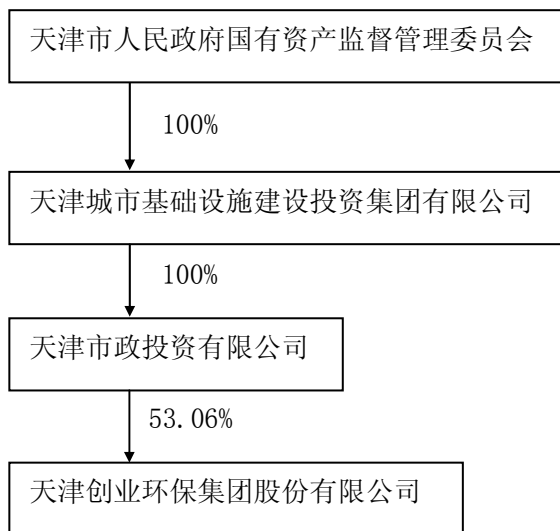 天津市人民政府国有资产监督管理委员会
100%
天津城市基础设施建设投资集团有限公司
100%
天津市政投资有限公司
53.06%
天津创业环保集团股份有限公司